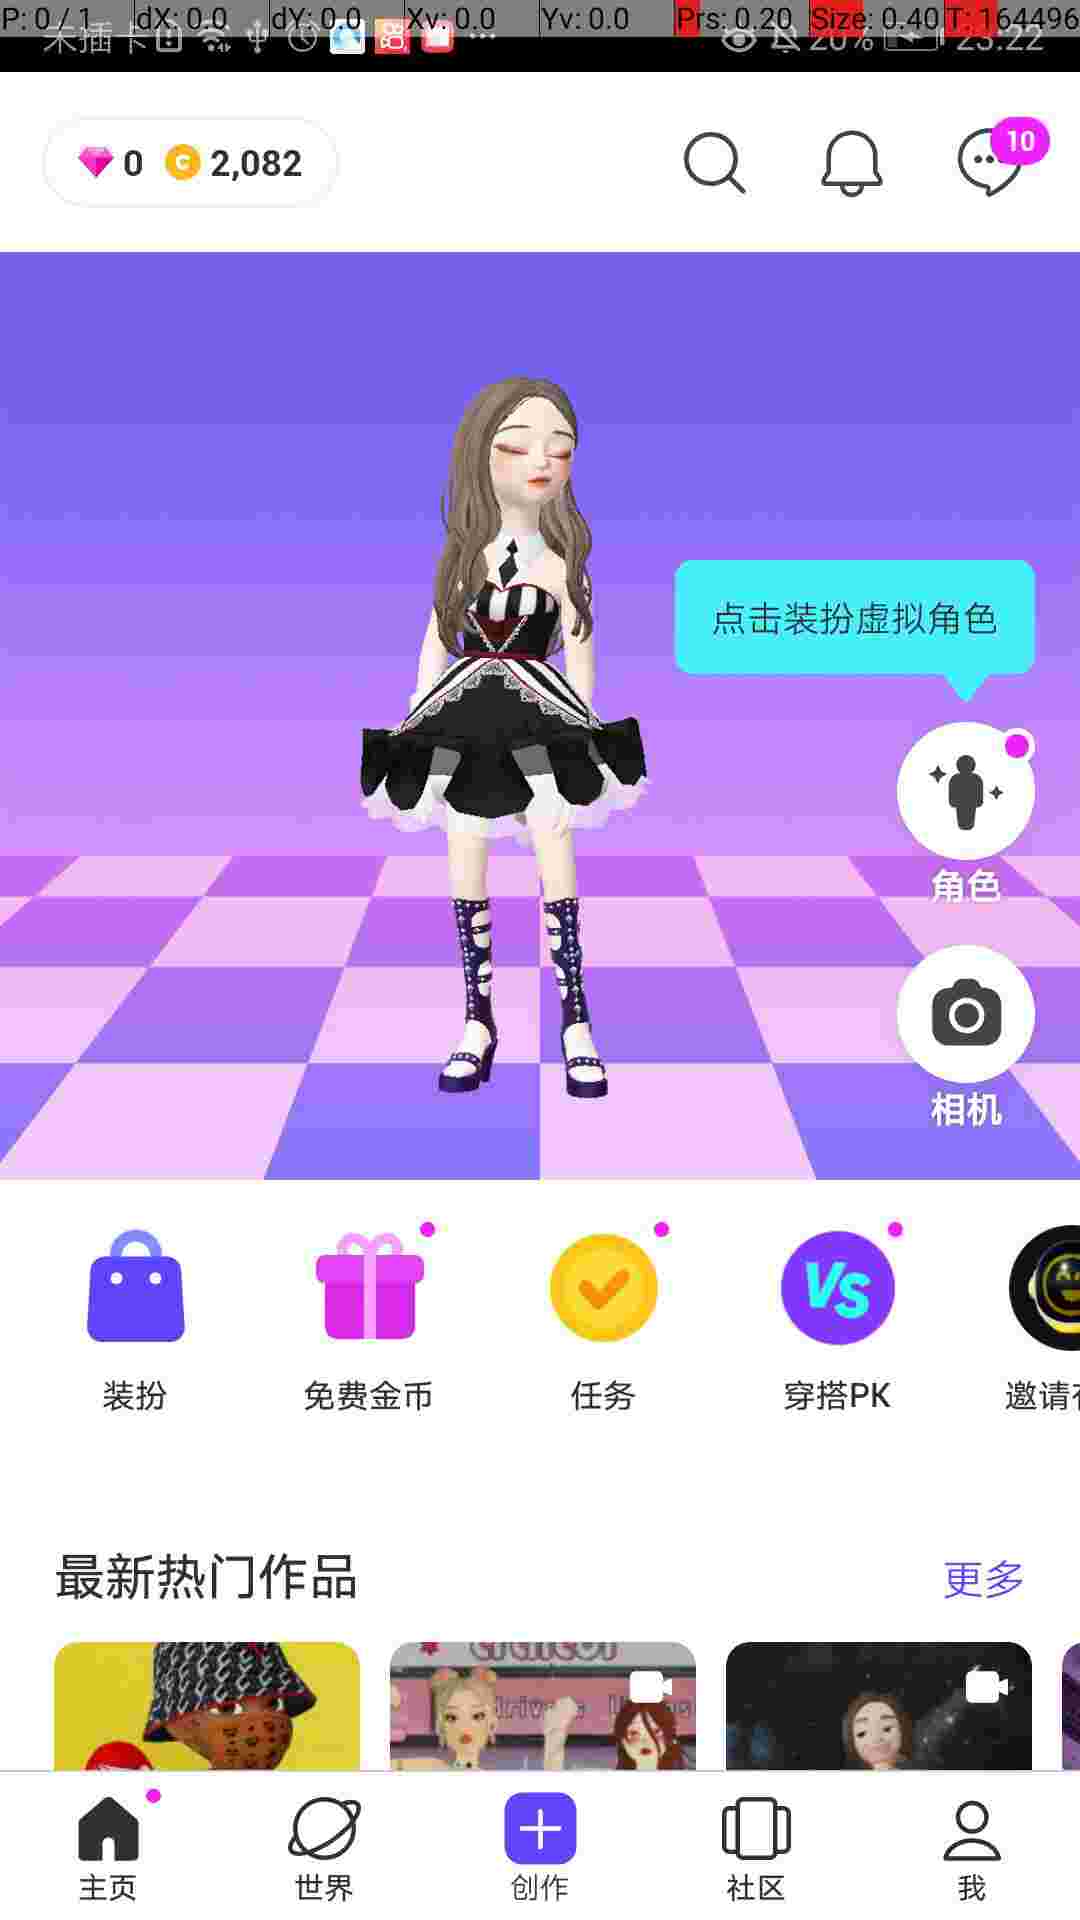 P: 0 / 1 dX: 0.0 dY: 0.0 Xv: 0.0 Yv: 0.0 Prs: 0.20 Size: 0.40 T: 164496
未插卡 20% 23:22
0 C 2,082
10
点击装扮虚拟角色
角色
相机
VS
装扮 免费金币 任务 穿搭PK 邀请
最新热门作品 更多
主页 世界 创作 社区 我